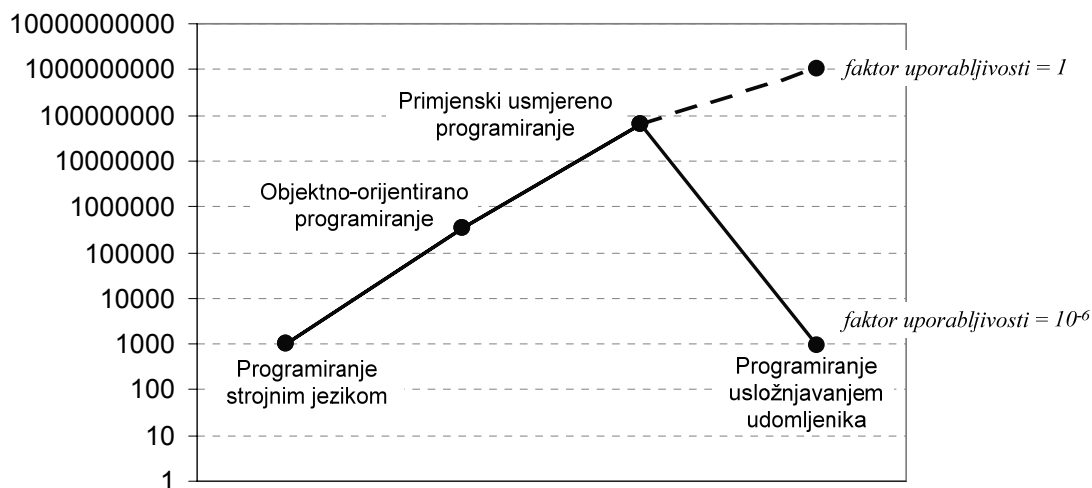 10000000000
1000000000
faktor uporabljivosti = 1
100000000
Primjenski usmjereno
programiranje
10000000
1000000
Objektno-orijentirano
programiranje
100000
10000
faktor uporabljivosti = 10⁻⁶
1000
Programiranje
strojnim jezikom
Programiranje
usložnjavanjem
udomljenika
100
10
1